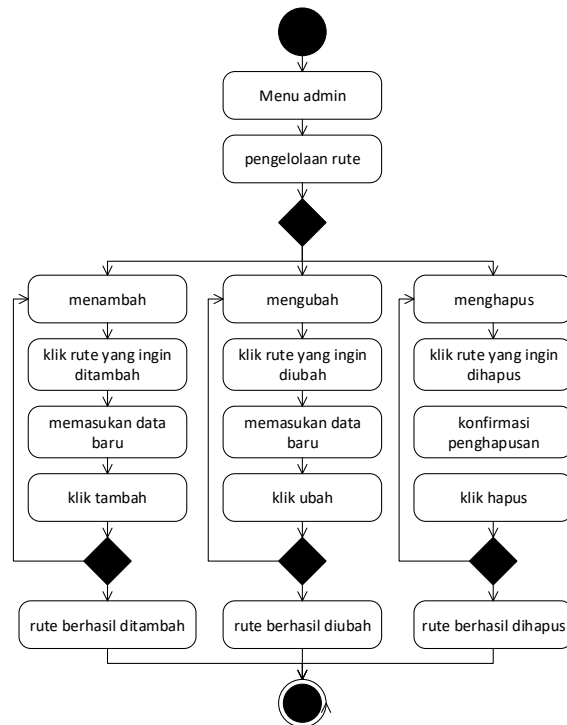 Menu admin
pengelolaan rute
menambah
mengubah
menghapus
klik rute yang ingin
ditambah
klik rute yang ingin
diubah
klik rute yang ingin
dihapus
memasukan data
baru
memasukan data
baru
konfirmasi
penghapusan
klik tambah
klik ubah
klik hapus
rute berhasil ditambah
rute berhasil diubah
rute berhasil dihapus